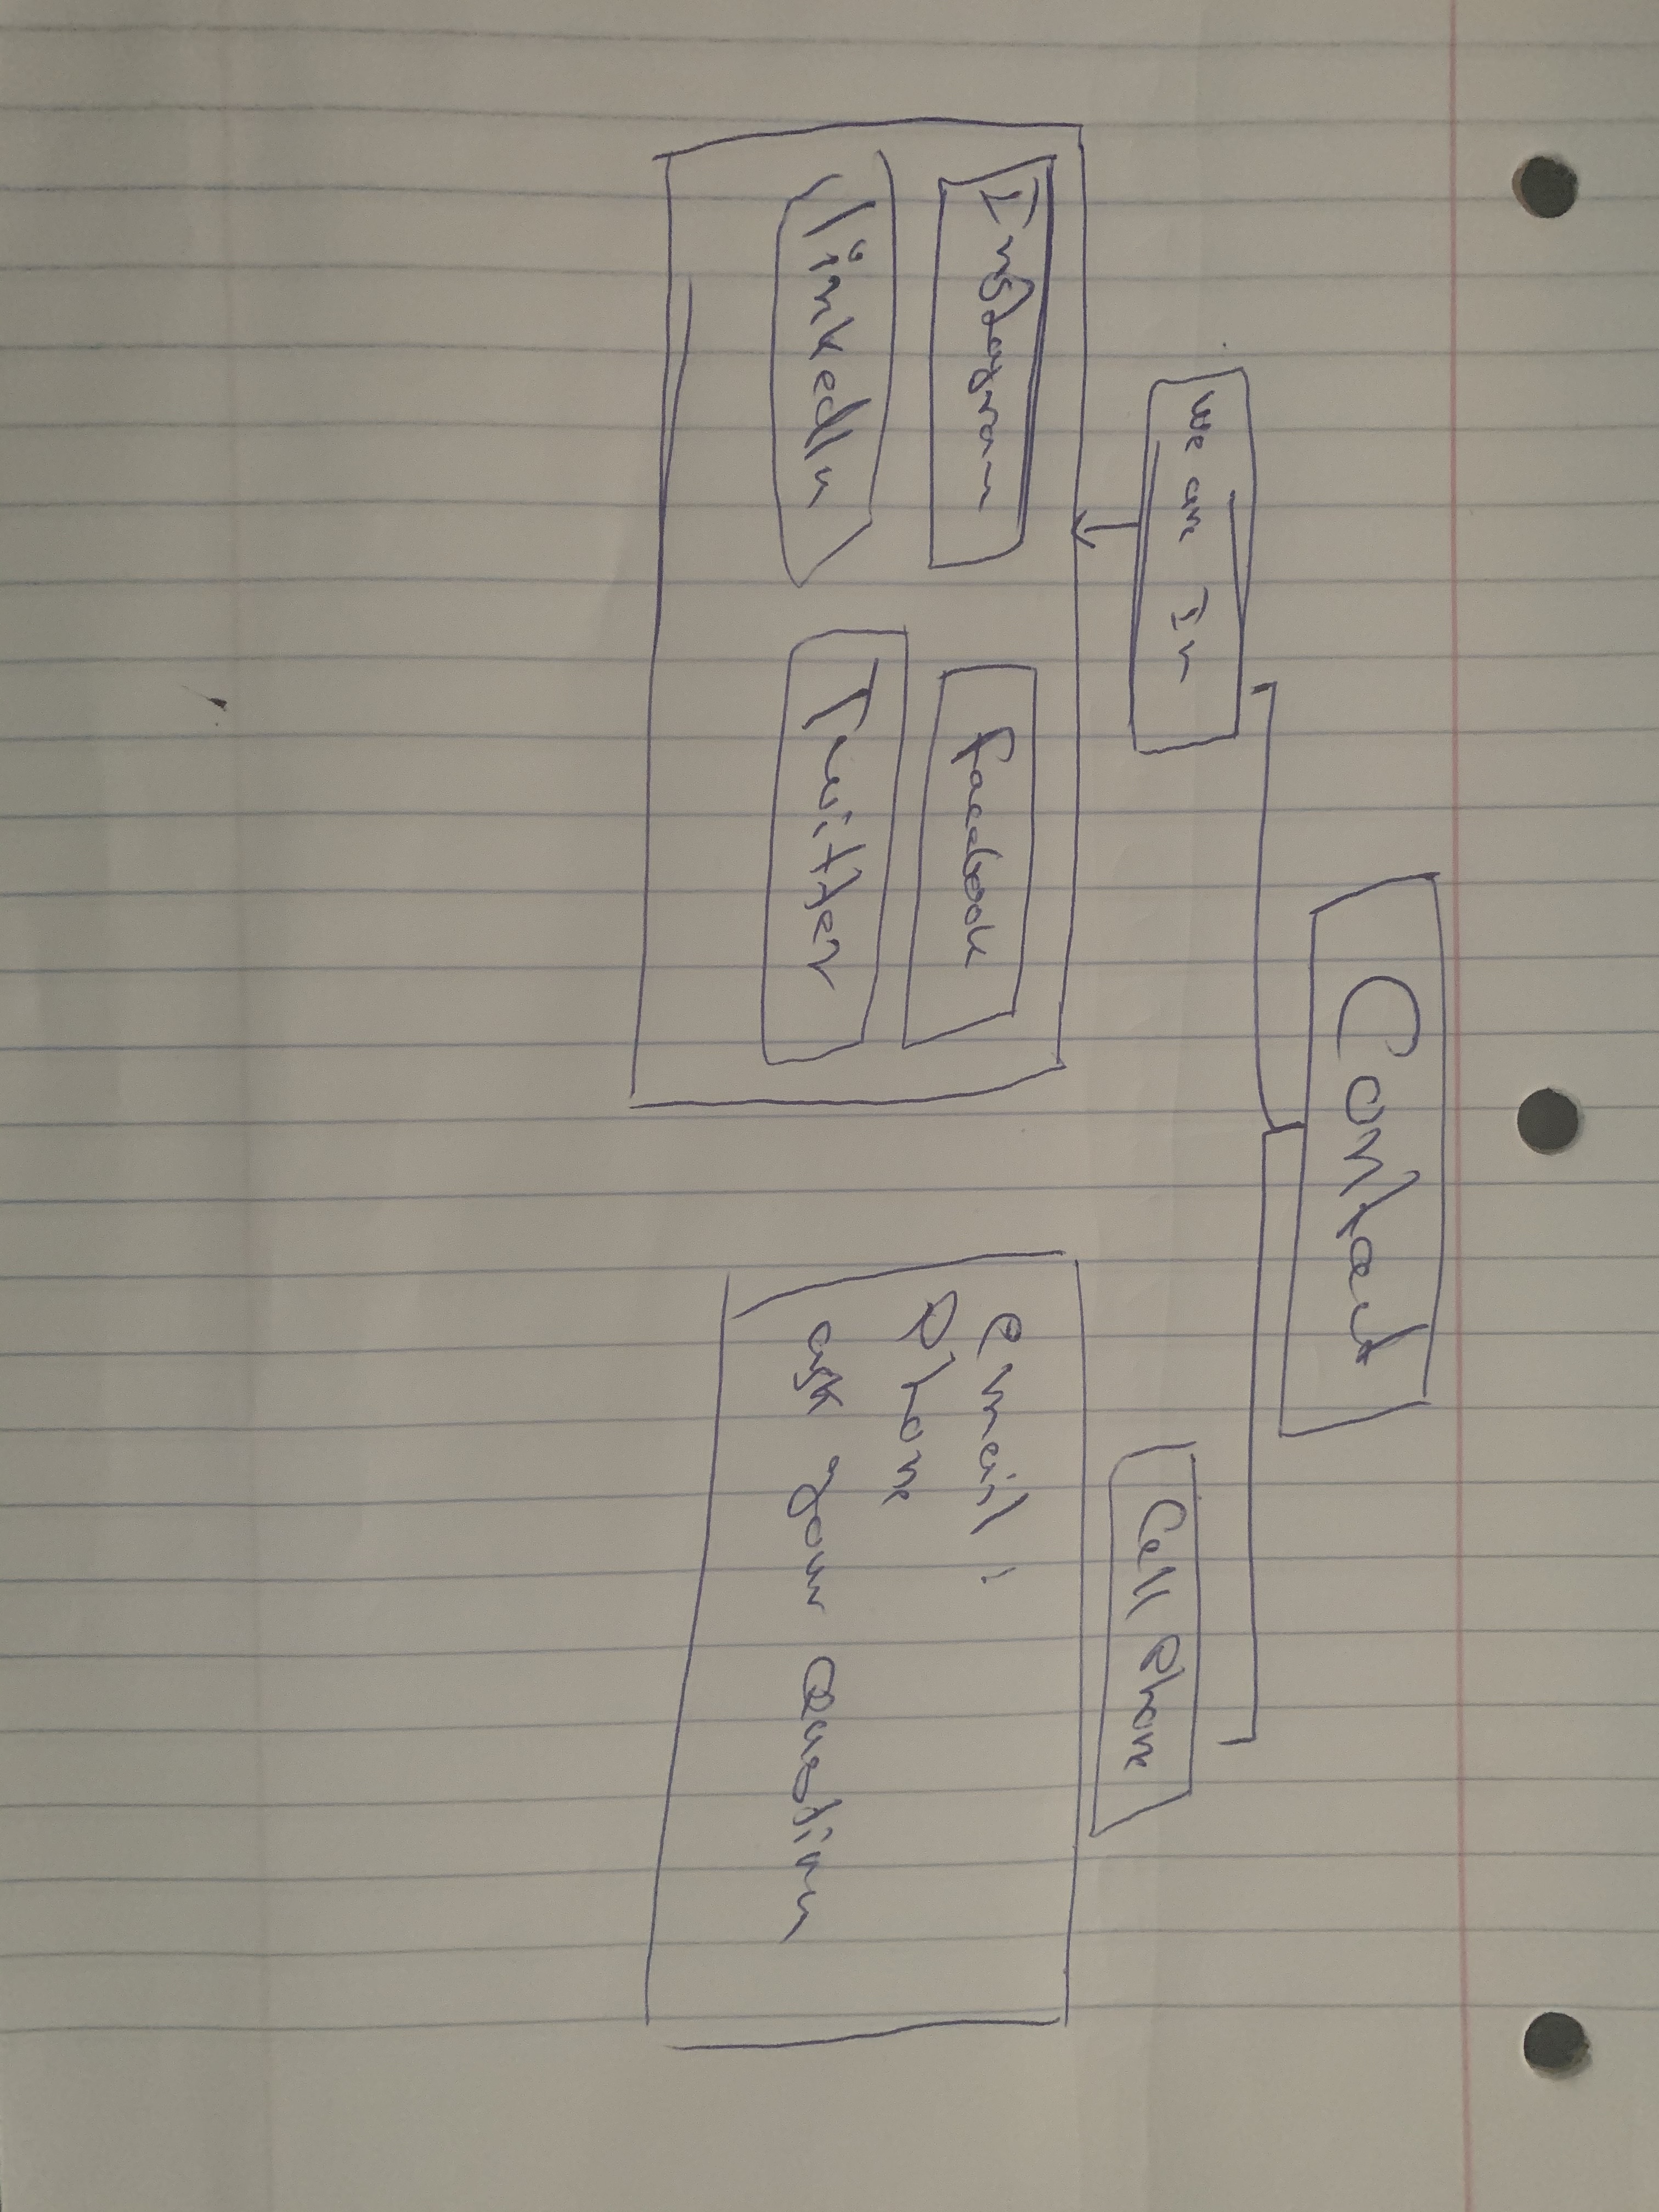 Contact
we are In
Cell Phone
Instagram
facebook
linkedIn
Twitter
email :
Phone
ask your Question